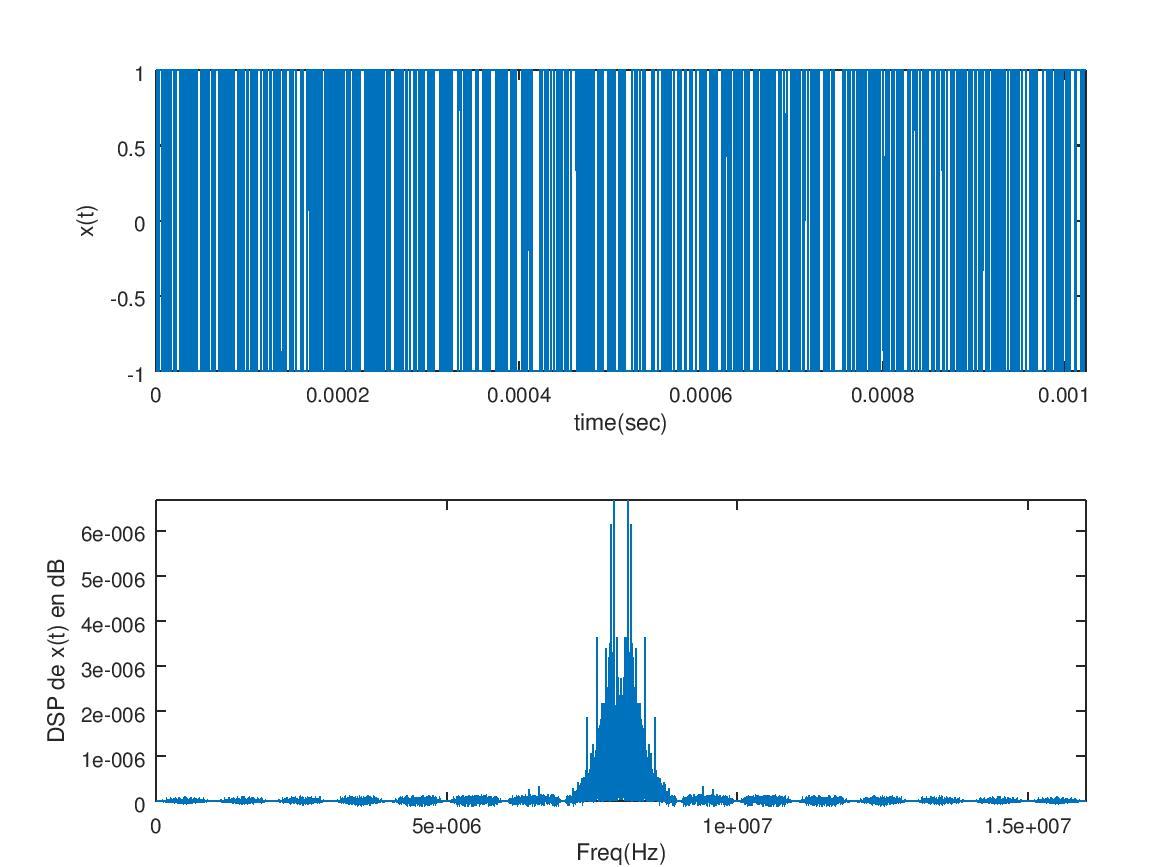 1
0.5
0
-0.5
-1
x(t)
0 0.0002 0.0004 0.0006 0.0008 0.001
time(sec)
6e-006
5e-006
4e-006
3e-006
2e-006
1e-006
0
DSP de x(t) en dB
0 5e+006 1e+007 1.5e+007
Freq(Hz)